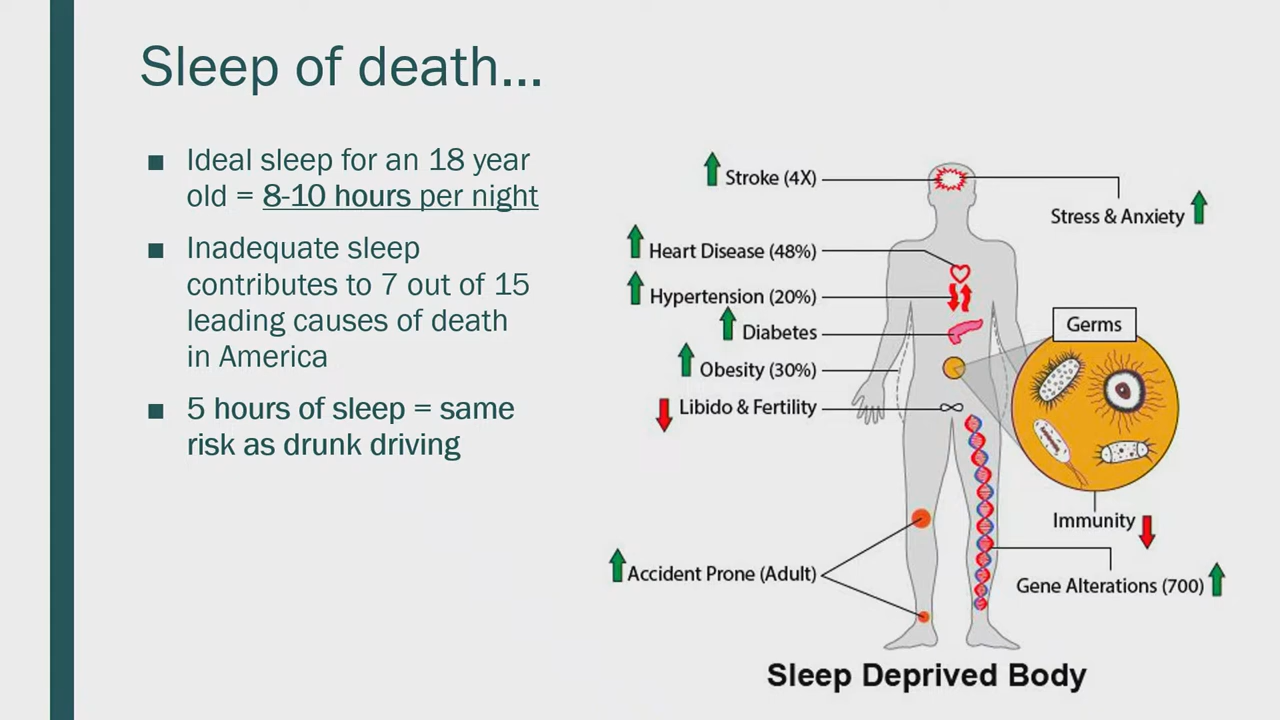 Sleep of death...
■ Ideal sleep for an 18 year
old = 8-10 hours per night
■ Inadequate sleep
contributes to 7 out of 15
leading causes of death
in America
■ 5 hours of sleep = same
risk as drunk driving
Stroke (4X)
Stress & Anxiety
Heart Disease (48%)
Hypertension (20%)
Diabetes
Obesity (30%)
Libido & Fertility
Germs
Immunity
Accident Prone (Adult)
Gene Alterations (700)
Sleep Deprived Body